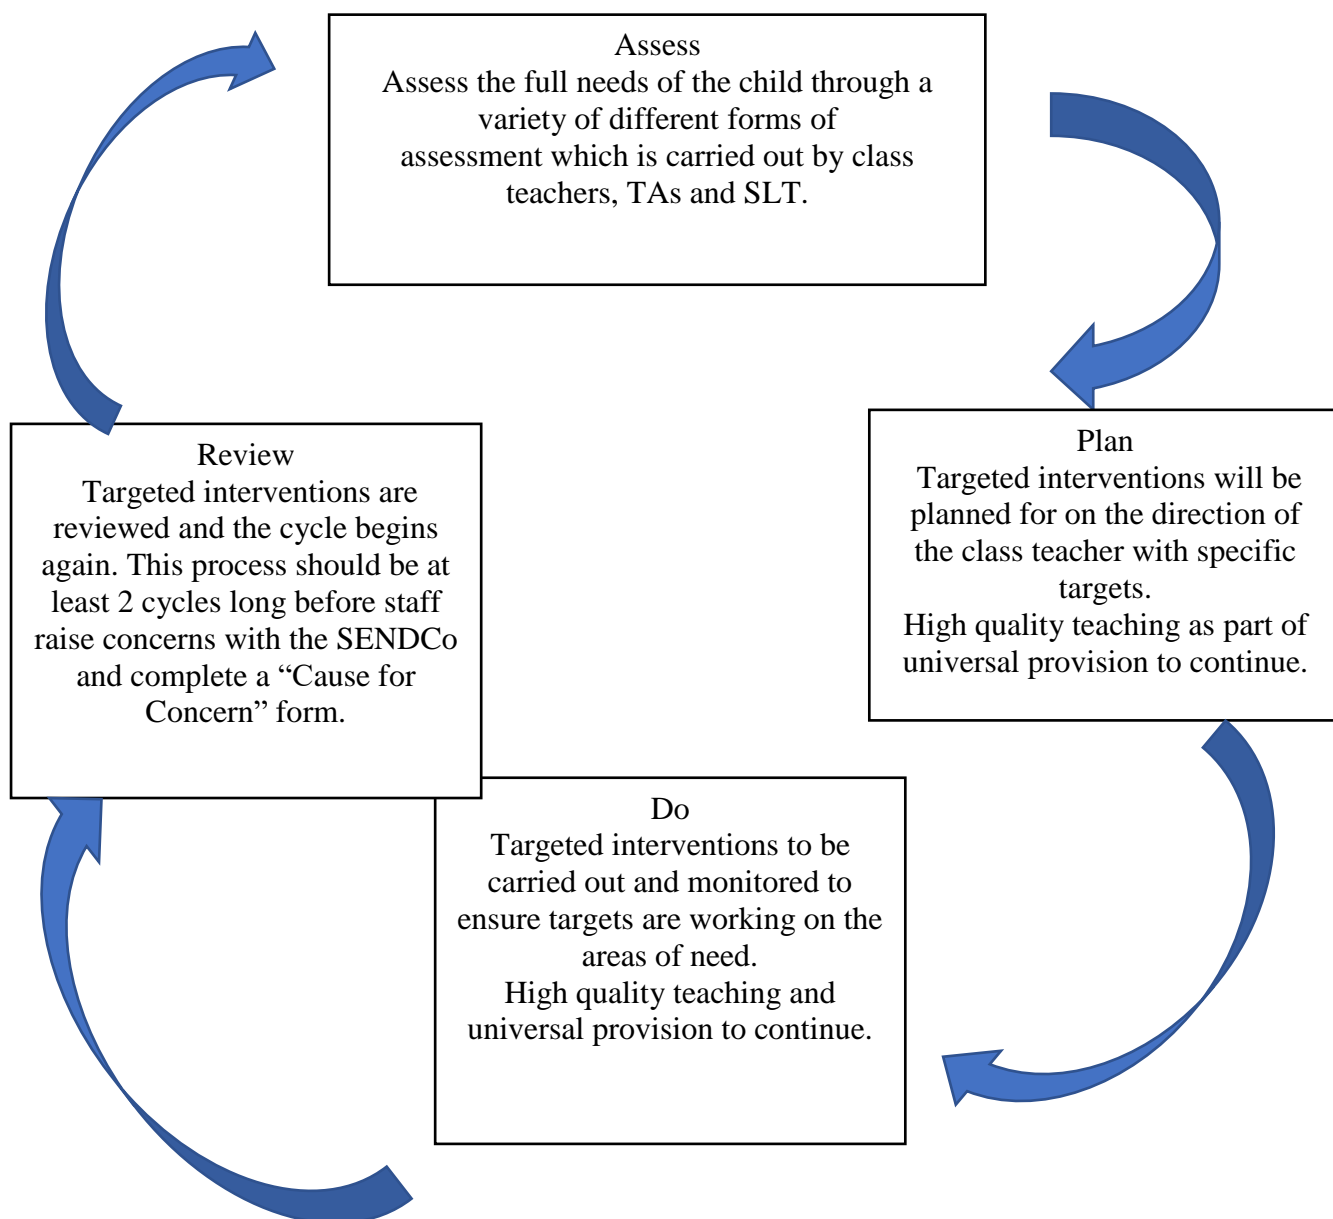 Assess
Assess the full needs of the child through a
variety of different forms of
assessment which is carried out by class
teachers, TAs and SLT.
Plan
Targeted interventions will be
planned for on the direction of
the class teacher with specific
targets.
High quality teaching as part of
universal provision to continue.
Do
Targeted interventions to be
carried out and monitored to
ensure targets are working on the
areas of need.
High quality teaching and
universal provision to continue.
Review
Targeted interventions are
reviewed and the cycle begins
again. This process should be at
least 2 cycles long before staff
raise concerns with the SENDCo
and complete a “Cause for
Concern” form.